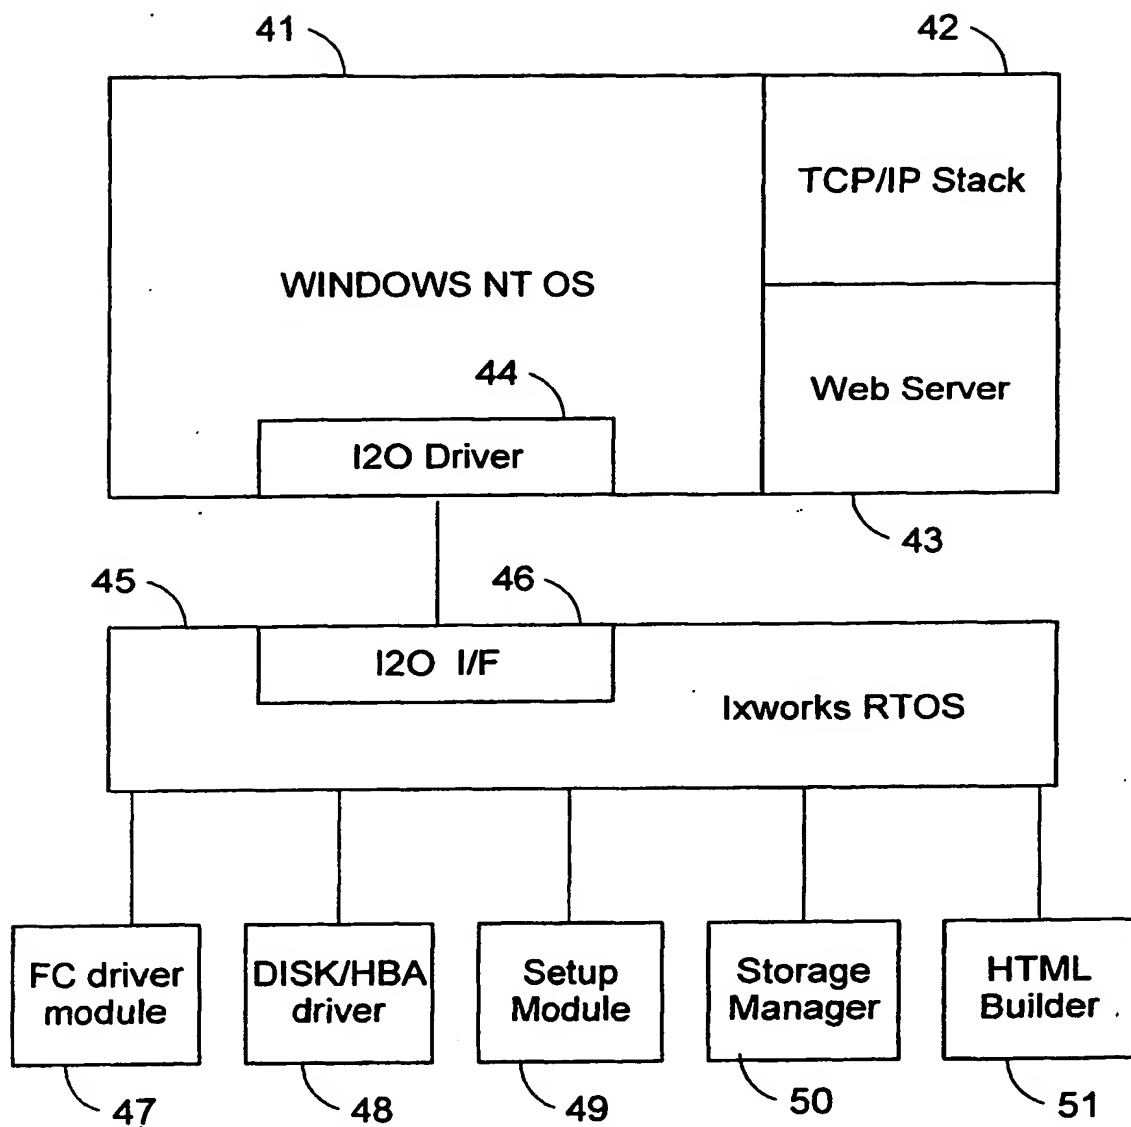 41
42
TCP/IP Stack
WINDOWS NT OS
44
Web Server
I2O Driver
43
45
46
I2O I/F
Ixworks RTOS
FC driver
module
DISK/HBA
driver
Setup
Module
Storage
Manager
HTML
Builder
47
48
49
50
51